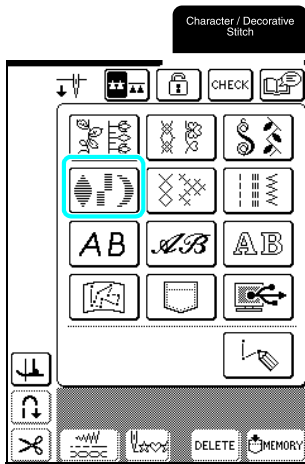 Character / Decorative
Stitch
CHECK
AB
AB
AB
DELETE
MEMORY